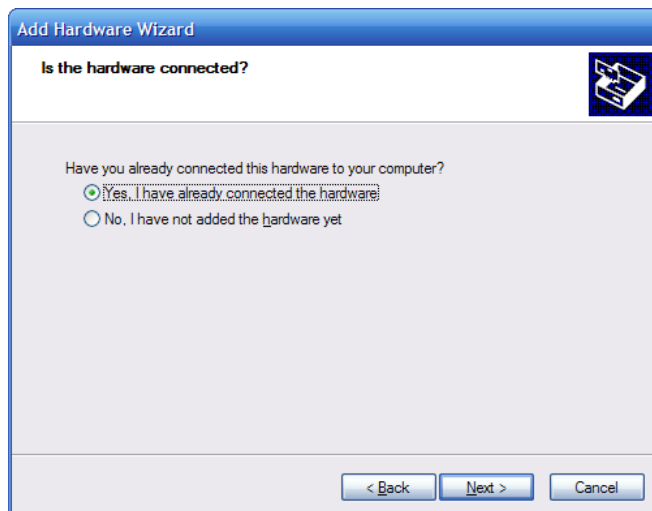 Add Hardware Wizard
Is the hardware connected?
Have you already connected this hardware to your computer?
Yes, I have already connected the hardware
No, I have not added the hardware yet
< Back Next > Cancel